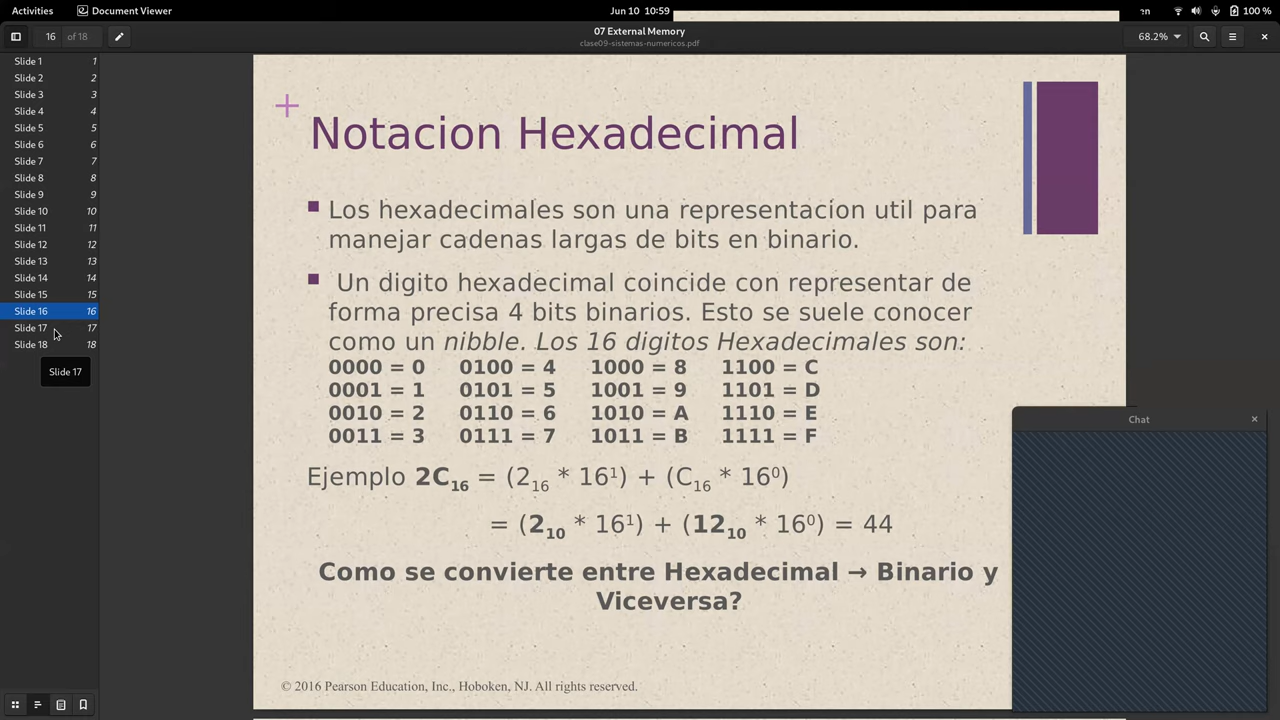 Activities
Document Viewer
Jun 10 10:59
100 %
16 of 18
07 External Memory
clase09-sistemas-numericos.pdf
68.2%
Slide 1 1
Slide 2 2
Slide 3 3
Slide 4 4
Slide 5 5
Slide 6 6
Slide 7 7
Slide 8 8
Slide 9 9
Slide 10 10
Slide 11 11
Slide 12 12
Slide 13 13
Slide 14 14
Slide 15 15
Slide 16 16
Slide 17 17
Slide 18 18
Slide 17
+
Notacion Hexadecimal
Los hexadecimales son una representacion util para
manejar cadenas largas de bits en binario.
Un digito hexadecimal coincide con representar de
forma precisa 4 bits binarios. Esto se suele conocer
como un nibble. Los 16 digitos Hexadecimales son:
0000 = 0 0100 = 4 1000 = 8 1100 = C
0001 = 1 0101 = 5 1001 = 9 1101 = D
0010 = 2 0110 = 6 1010 = A 1110 = E
0011 = 3 0111 = 7 1011 = B 1111 = F
Ejemplo 2C₁₆ = (2₁₆ * 16¹) + (C₁₆ * 16⁰)
= (2₁₀ * 16¹) + (12₁₀ * 16⁰) = 44
Como se convierte entre Hexadecimal → Binario y
Viceversa?
© 2016 Pearson Education, Inc., Hoboken, NJ. All rights reserved.
Chat